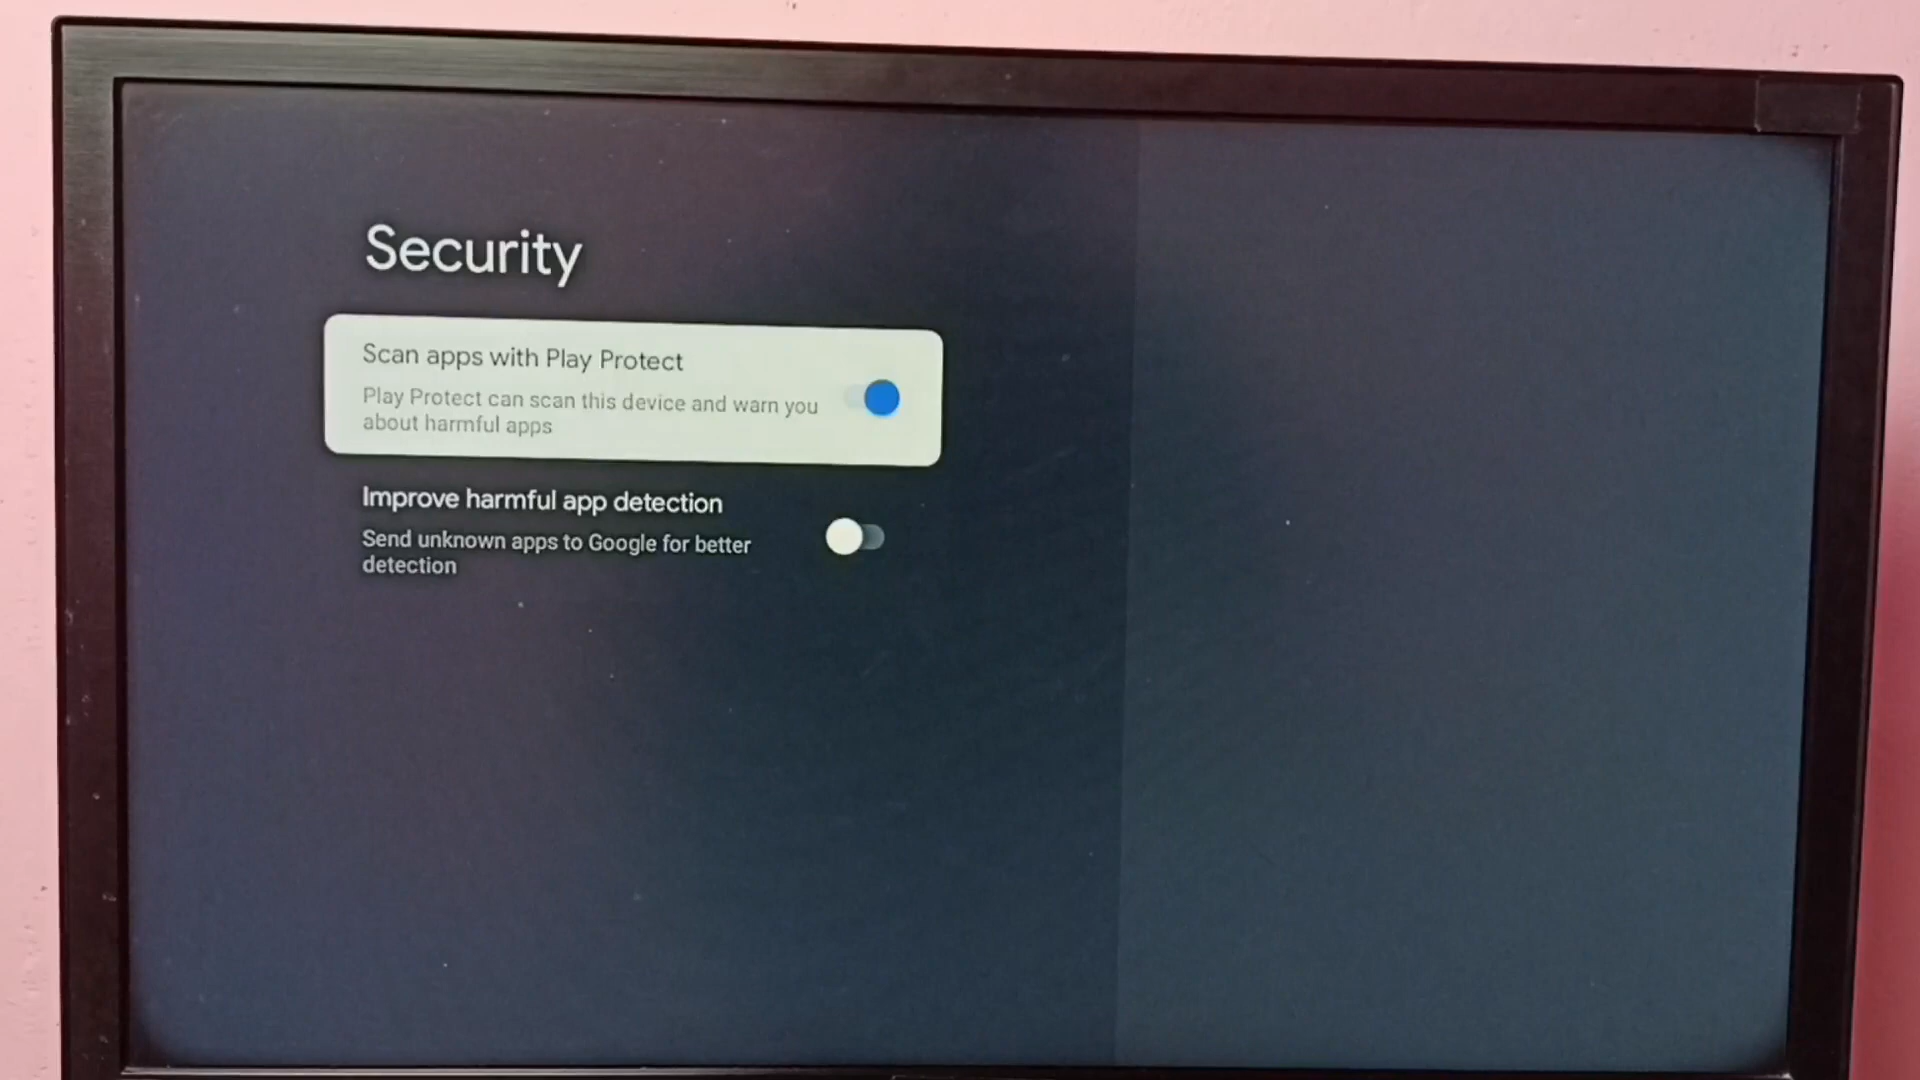 Security
Scan apps with Play Protect
Play Protect can scan this device and warn you
about harmful apps
Improve harmful app detection
Send unknown apps to Google for better
detection